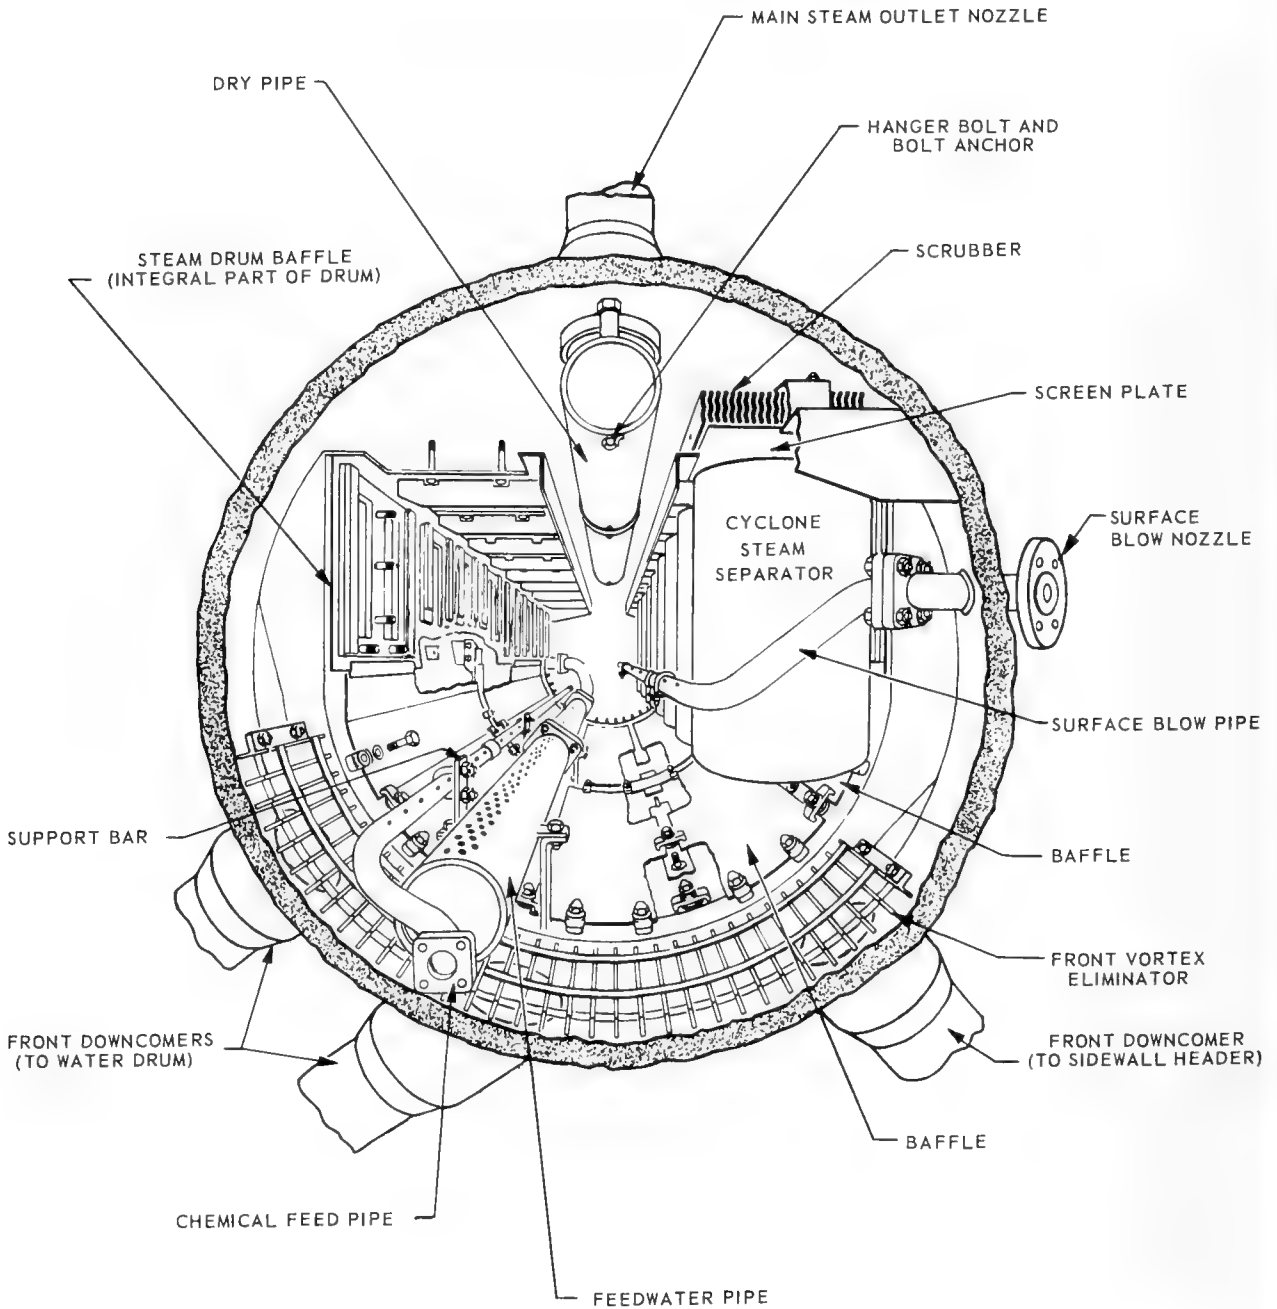 MAIN STEAM OUTLET NOZZLE
DRY PIPE
HANGER BOLT AND
BOLT ANCHOR
STEAM DRUM BAFFLE
(INTEGRAL PART OF DRUM)
SCRUBBER
SCREEN PLATE
CYCLONE
STEAM
SEPARATOR
SURFACE
BLOW NOZZLE
SURFACE BLOW PIPE
SUPPORT BAR
BAFFLE
FRONT VORTEX
ELIMINATOR
FRONT DOWNCOMERS
(TO WATER DRUM)
FRONT DOWNCOMER
(TO SIDEWALL HEADER)
BAFFLE
CHEMICAL FEED PIPE
FEEDWATER PIPE